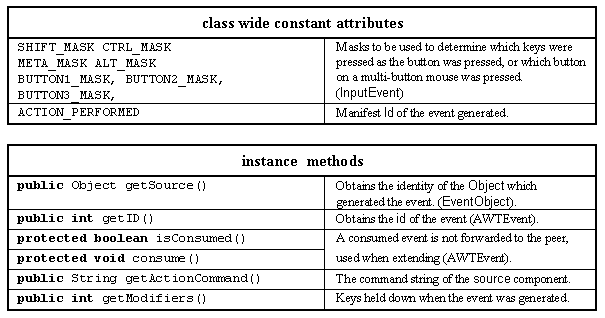 class wide constant attributes
SHIFT_MASK CTRL_MASK
META_MASK ALT_MASK
BUTTON1_MASK, BUTTON2_MASK,
BUTTON3_MASK,
Masks to be used to determine which keys were
pressed as the button was pressed, or which button
on a multi-button mouse was pressed.
(InputEvent)
ACTION_PERFORMED
Manifest Id of the event generated.
instance methods
public Object getSource()
Obtains the identity of the Object which
generated the event. (EventObject).
public int getID()
Obtains the id of the event (AWTEvent).
protected boolean isConsumed()
protected void consume()
A consumed event is not forwarded to the peer,
used when extending (AWTEvent).
public String getActionCommand()
The command string of the source component.
public int getModifiers()
Keys held down when the event was generated.